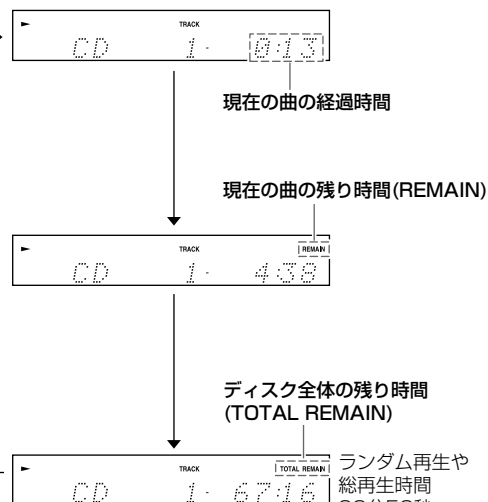 TRACK
CD 1- 0:13
現在の曲の経過時間
現在の曲の残り時間(REMAIN)
TRACK REMAIN
CD 1- 4:38
ディスク全体の残り時間
(TOTAL REMAIN)
TRACK TOTAL REMAIN
CD 1- 67:16
ランダム再生や
総再生時間